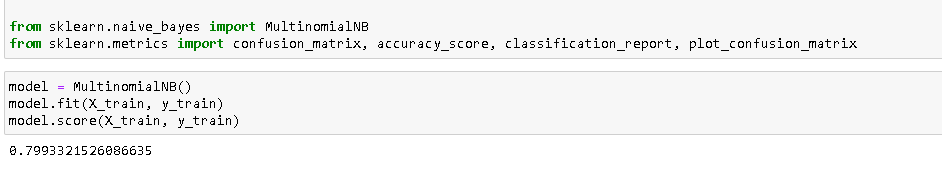 from sklearn.naive_bayes import MultinomialNB
from sklearn.metrics import confusion_matrix, accuracy_score, classification_report, plot_confusion_matrix
model = MultinomialNB()
model.fit(X_train, y_train)
model.score(X_train, y_train)
0.7993321526086635